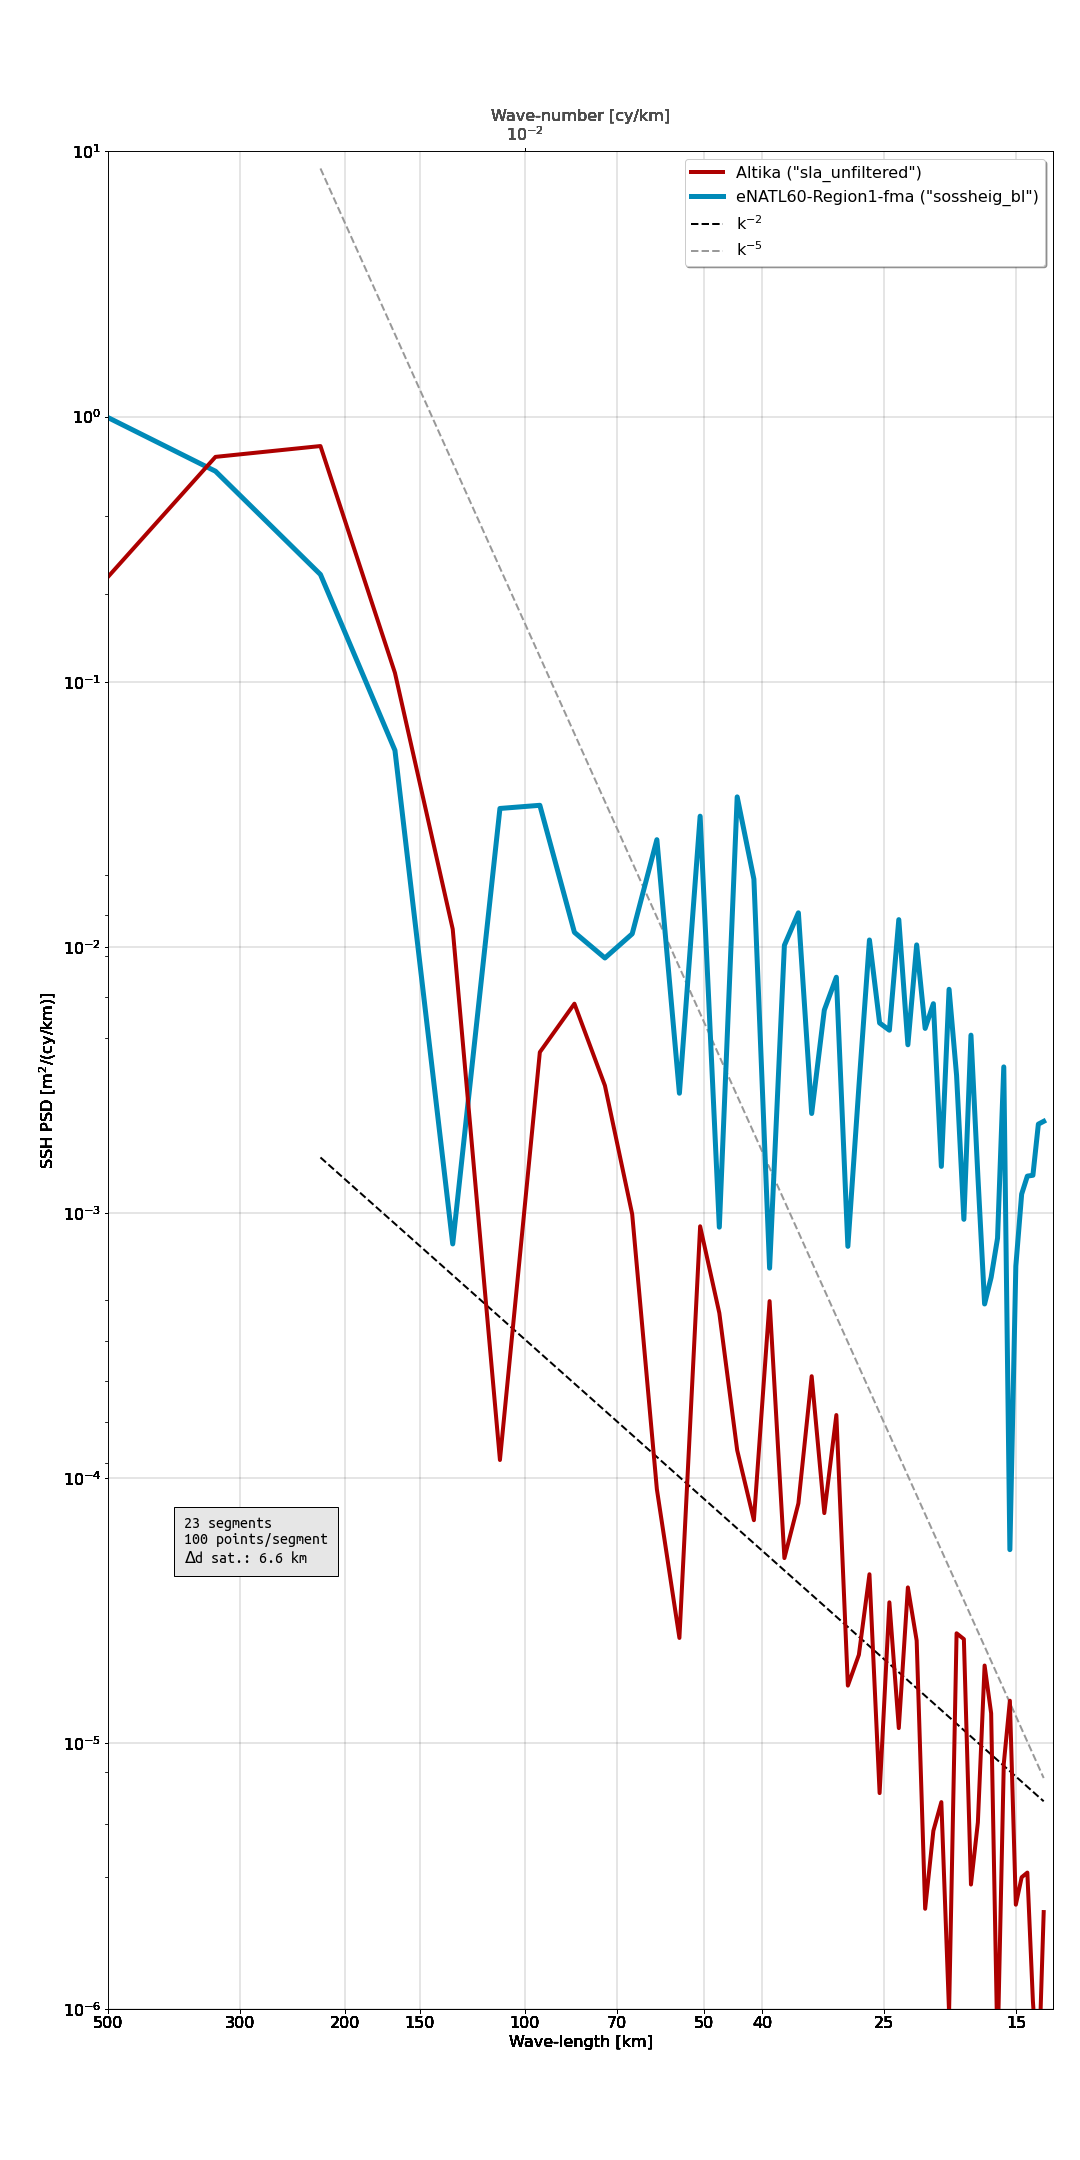 Wave-number [cy/km]
10⁻²
Altika ("sla_unfiltered")
eNATL60-Region1-fma ("sossheig_bl")
k⁻²
k⁻⁵
10¹
10⁰
10⁻¹
10⁻²
10⁻³
10⁻⁴
10⁻⁵
10⁻⁶
SSH PSD [m²/(cy/km)]
23 segments
100 points/segment
Δd sat.: 6.6 km
500 300 200 150 100 70 50 40 25 15
Wave-length [km]